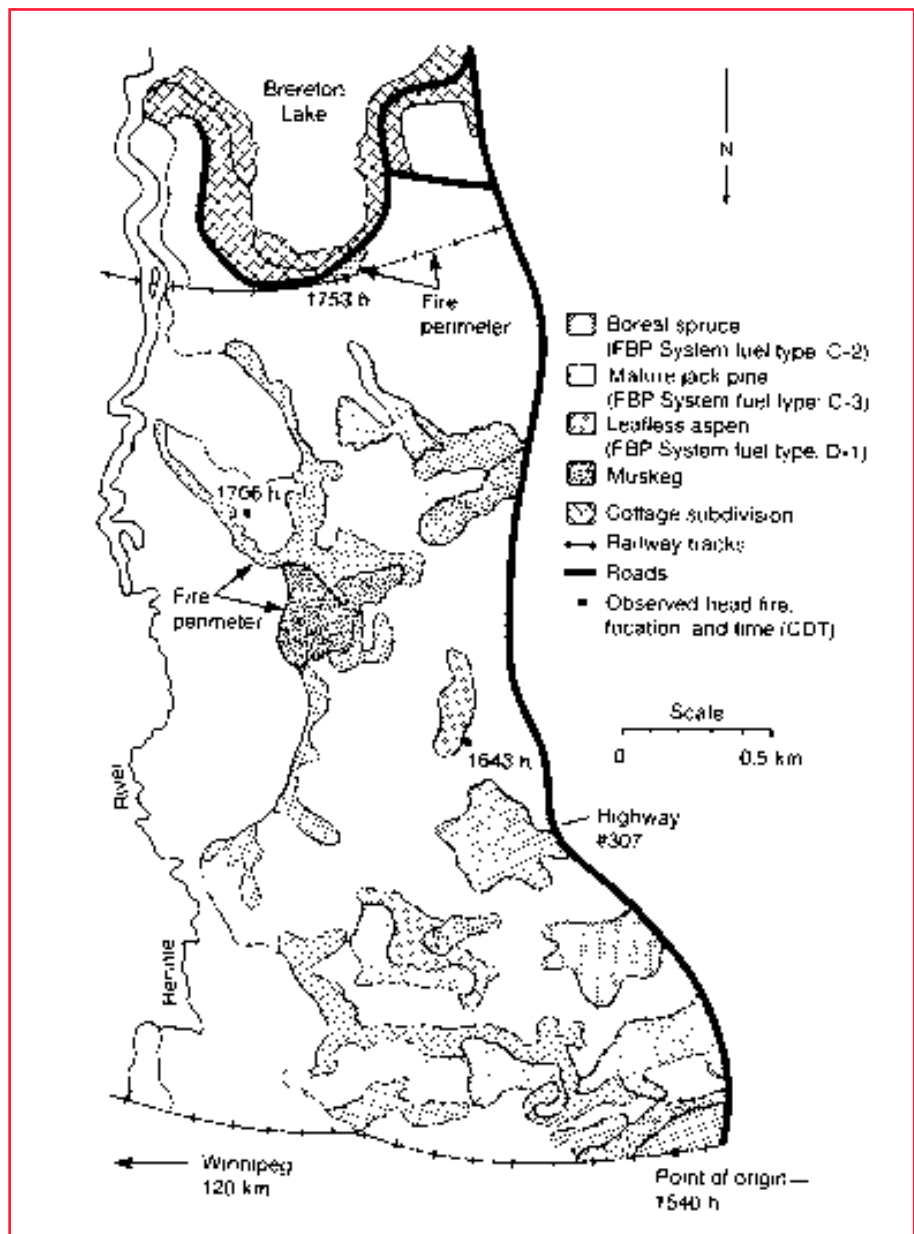 Brereton
Lake
N
1753 h
Fire
perimeter
Boreal spruce
(FBP System fuel type: C-2)
Mature jack pine
(FBP System fuel type: C-3)
Leafless aspen
(FBP System fuel type: D-1)
Muskeg
Cottage subdivision
Railway tracks
Roads
Observed head fire,
location, and time (CDT)
h
Fire
perimeter
Scale
0 0.5 km
1643 h
River
Highway
#307
Rennie
Winnipeg
120 km
Point of origin—
1540 h